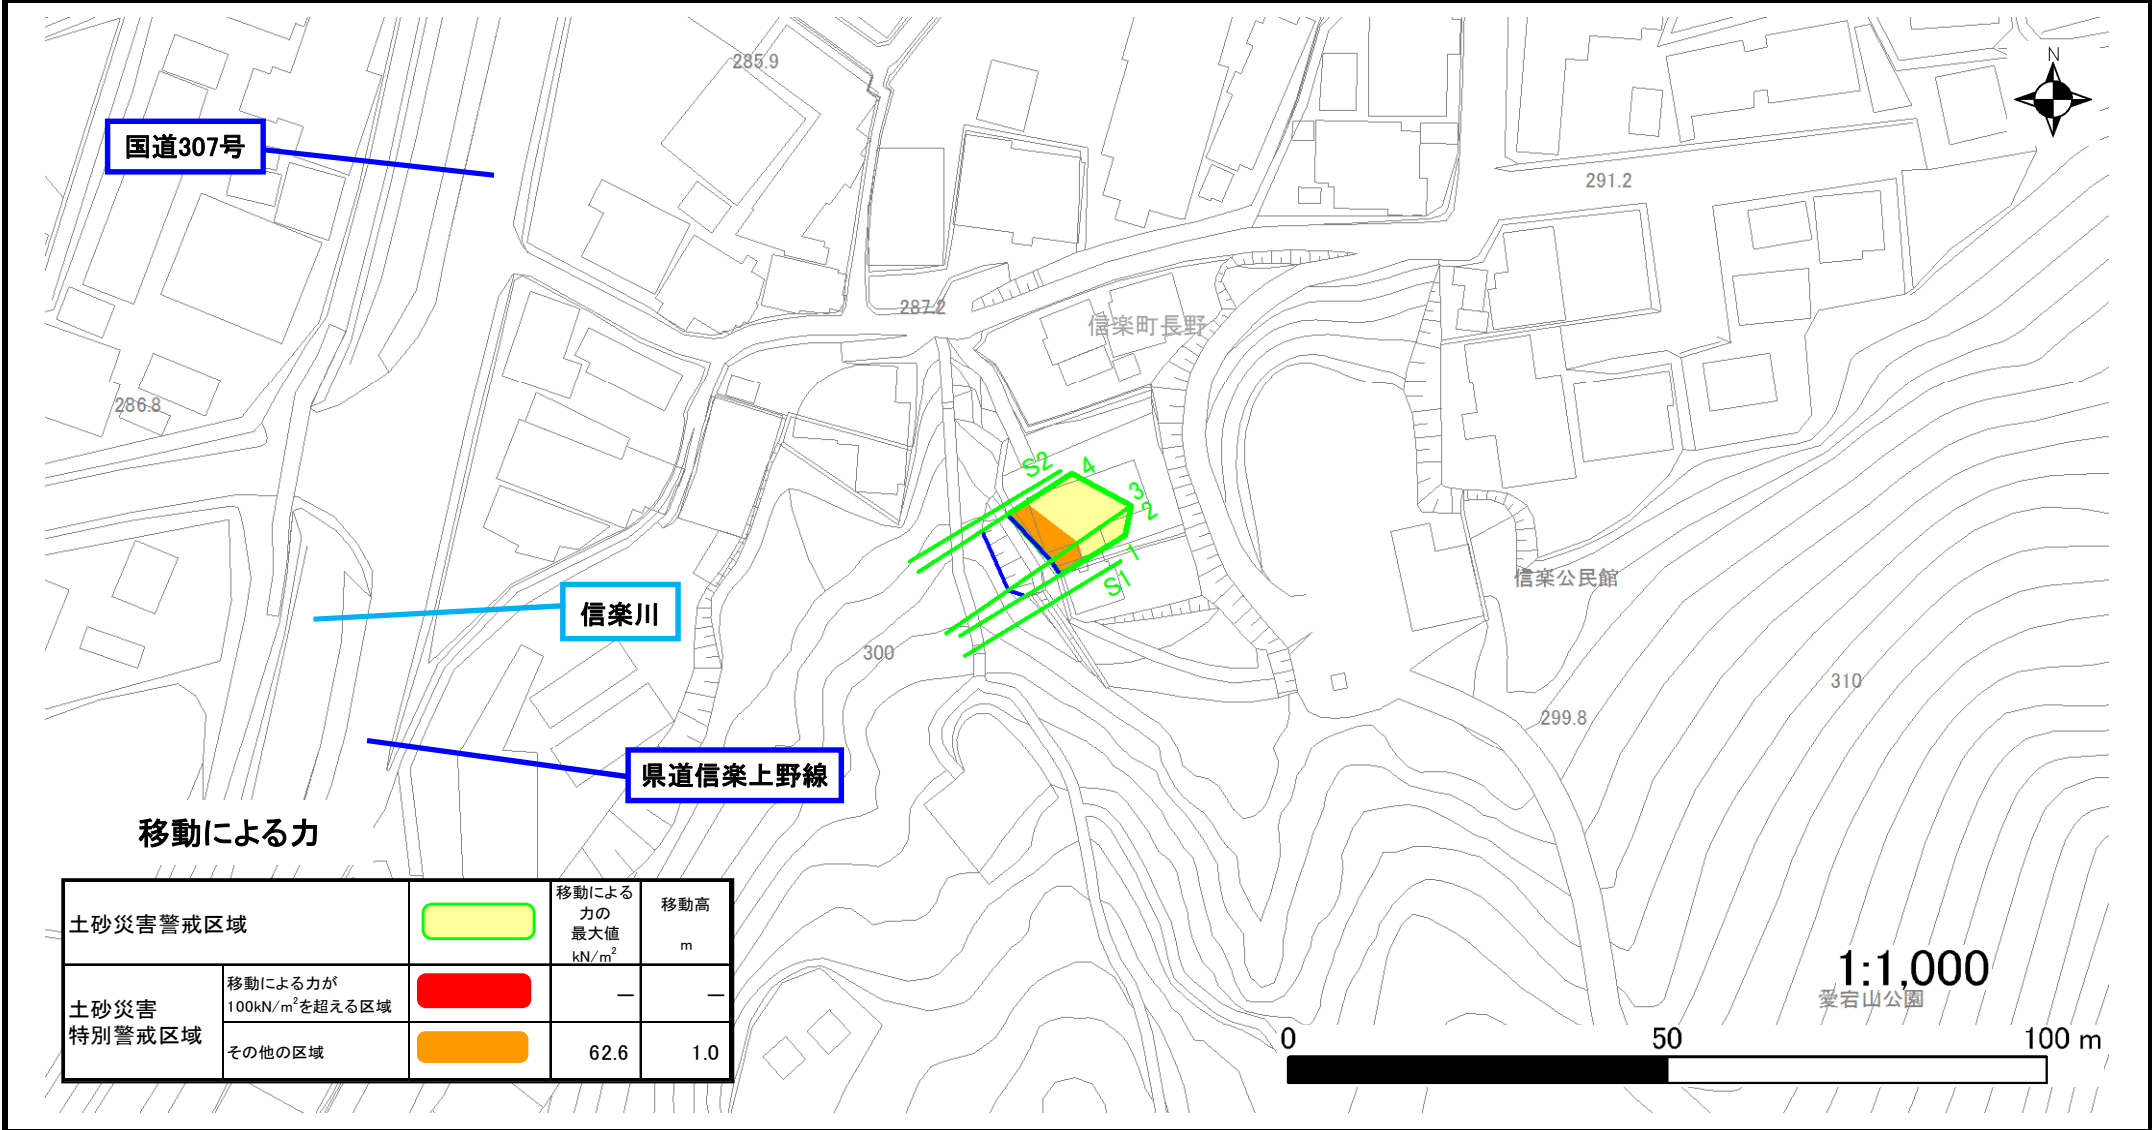 285.9
N
国道307号
291.2
287.2
信楽町長野
286.8
S2
4
3
2
1
S1
信楽公民館
信楽川
300
310
299.8
県道信楽上野線
移動による力
土砂災害警戒区域
移動による
力の
最大値
kN/m²
移動高
m
土砂災害
特別警戒区域
移動による力が
100kN/m²を超える区域
－
－
その他の区域
62.6
1.0
1:1,000
愛宕山公園
0
50
100 m